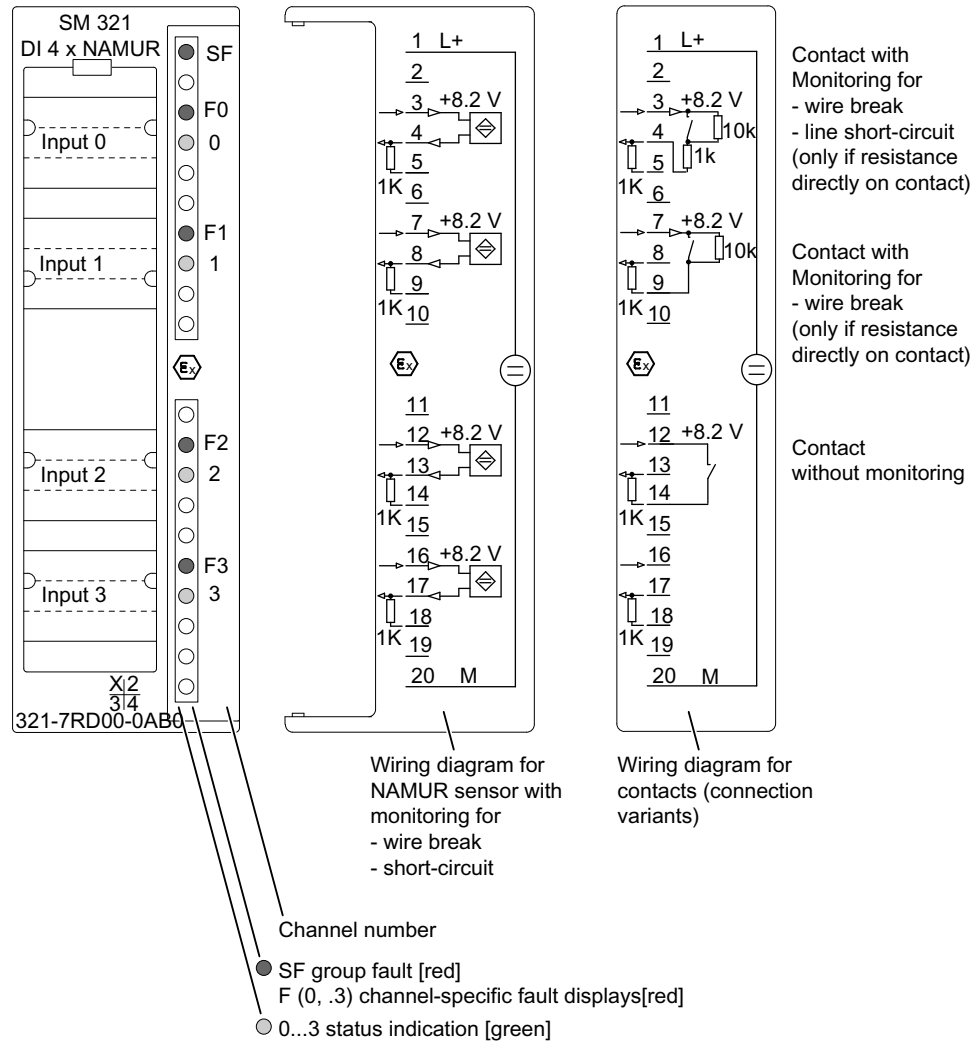 SM 321
DI 4 x NAMUR
SF
F0
Input 0
0
F1
Input 1
1
Ex
F2
Input 2
2
F3
Input 3
3
X 2
3 4
321-7RD00-0AB0
1 L+
2
3 +8.2 V
4
5
1K 6
7 +8.2 V
8
9
1K 10
Ex
11
12 +8.2 V
13
14
1K 15
16 +8.2 V
17
18
1K 19
20 M
Wiring diagram for
NAMUR sensor with
monitoring for
- wire break
- short-circuit
1 L+
2
3 +8.2 V
4 10k
5 1k
1K 6
7 +8.2 V
8 10k
9
1K 10
Ex
11
12 +8.2 V
13
14
1K 15
16
17
18
1K 19
20 M
Wiring diagram for
contacts (connection
variants)
Contact with
Monitoring for
- wire break
- line short-circuit
(only if resistance
directly on contact)
Contact with
Monitoring for
- wire break
(only if resistance
directly on contact)
Contact
without monitoring
Channel number
SF group fault [red]
F (0, .3) channel-specific fault displays[red]
0...3 status indication [green]